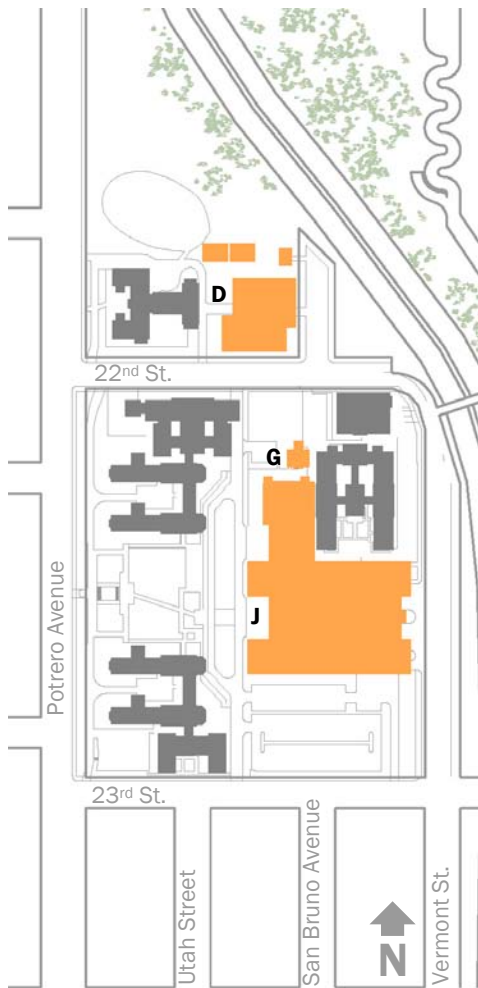 D
22nd St.
G
J
Potrero Avenue
23rd St.
Utah Street
San Bruno Avenue
Vermont St.
N